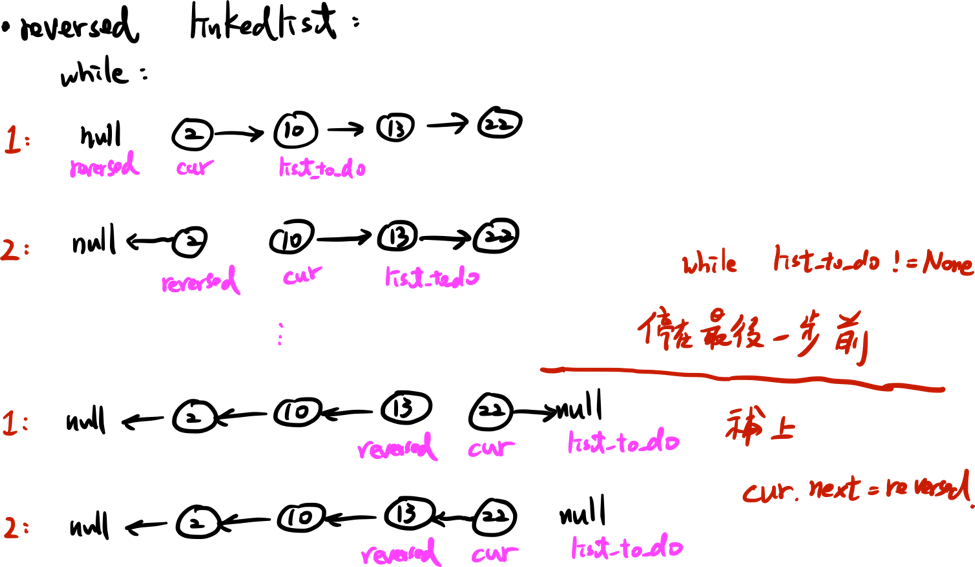 • reversed linkedlist :
while :
1: null 2 → 10 → 13 → 22
reversed cur list_to_do
2: null ← 2 10 → 13 → 22
reversed cur list_todo
while list_to_do != None
停在最後一步前
⋮
1: null ← 2 ← 10 ← 13 22 → null
reversed cur list_to_do
補上
cur.next = reversed.
2: null ← 2 ← 10 ← 13 ← 22 null
reversed cur list_to_do